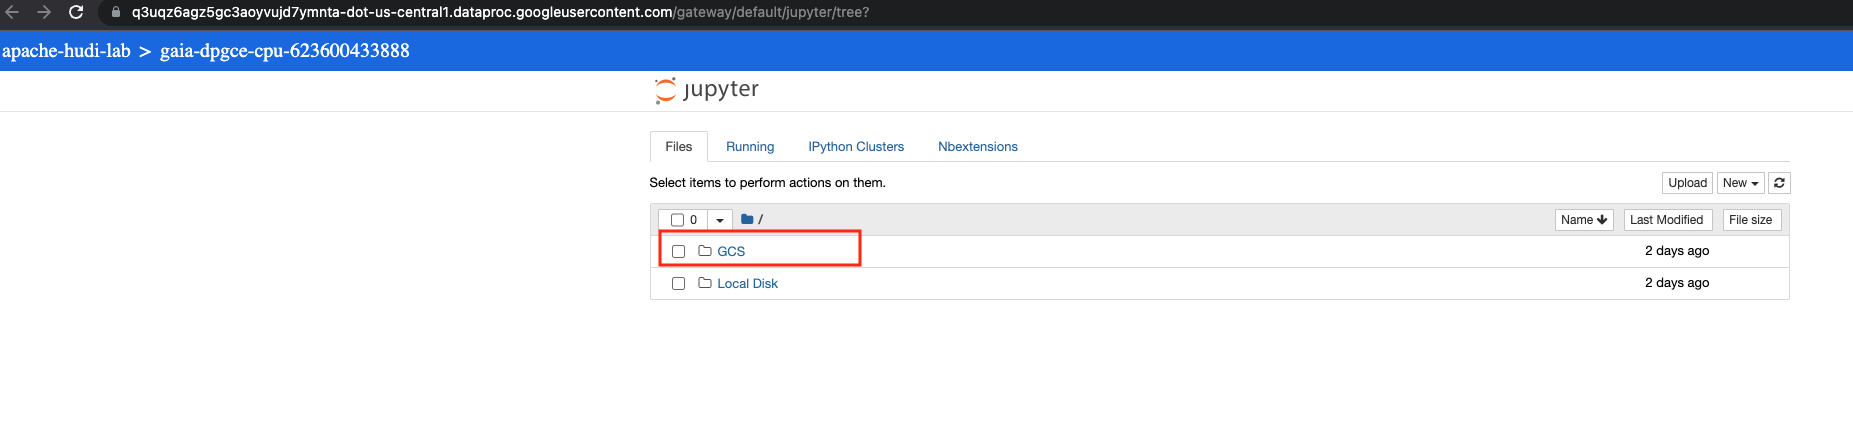 q3uqz6agz5gc3aoyvujd7ymnta-dot-us-central1.dataproc.googleusercontent.com/gateway/default/jupyter/tree?
apache-hudi-lab > gaia-dpgce-cpu-623600433888
jupyter
Files Running IPython Clusters Nbextensions
Select items to perform actions on them. Upload New
0 / Name Last Modified File size
GCS 2 days ago
Local Disk 2 days ago